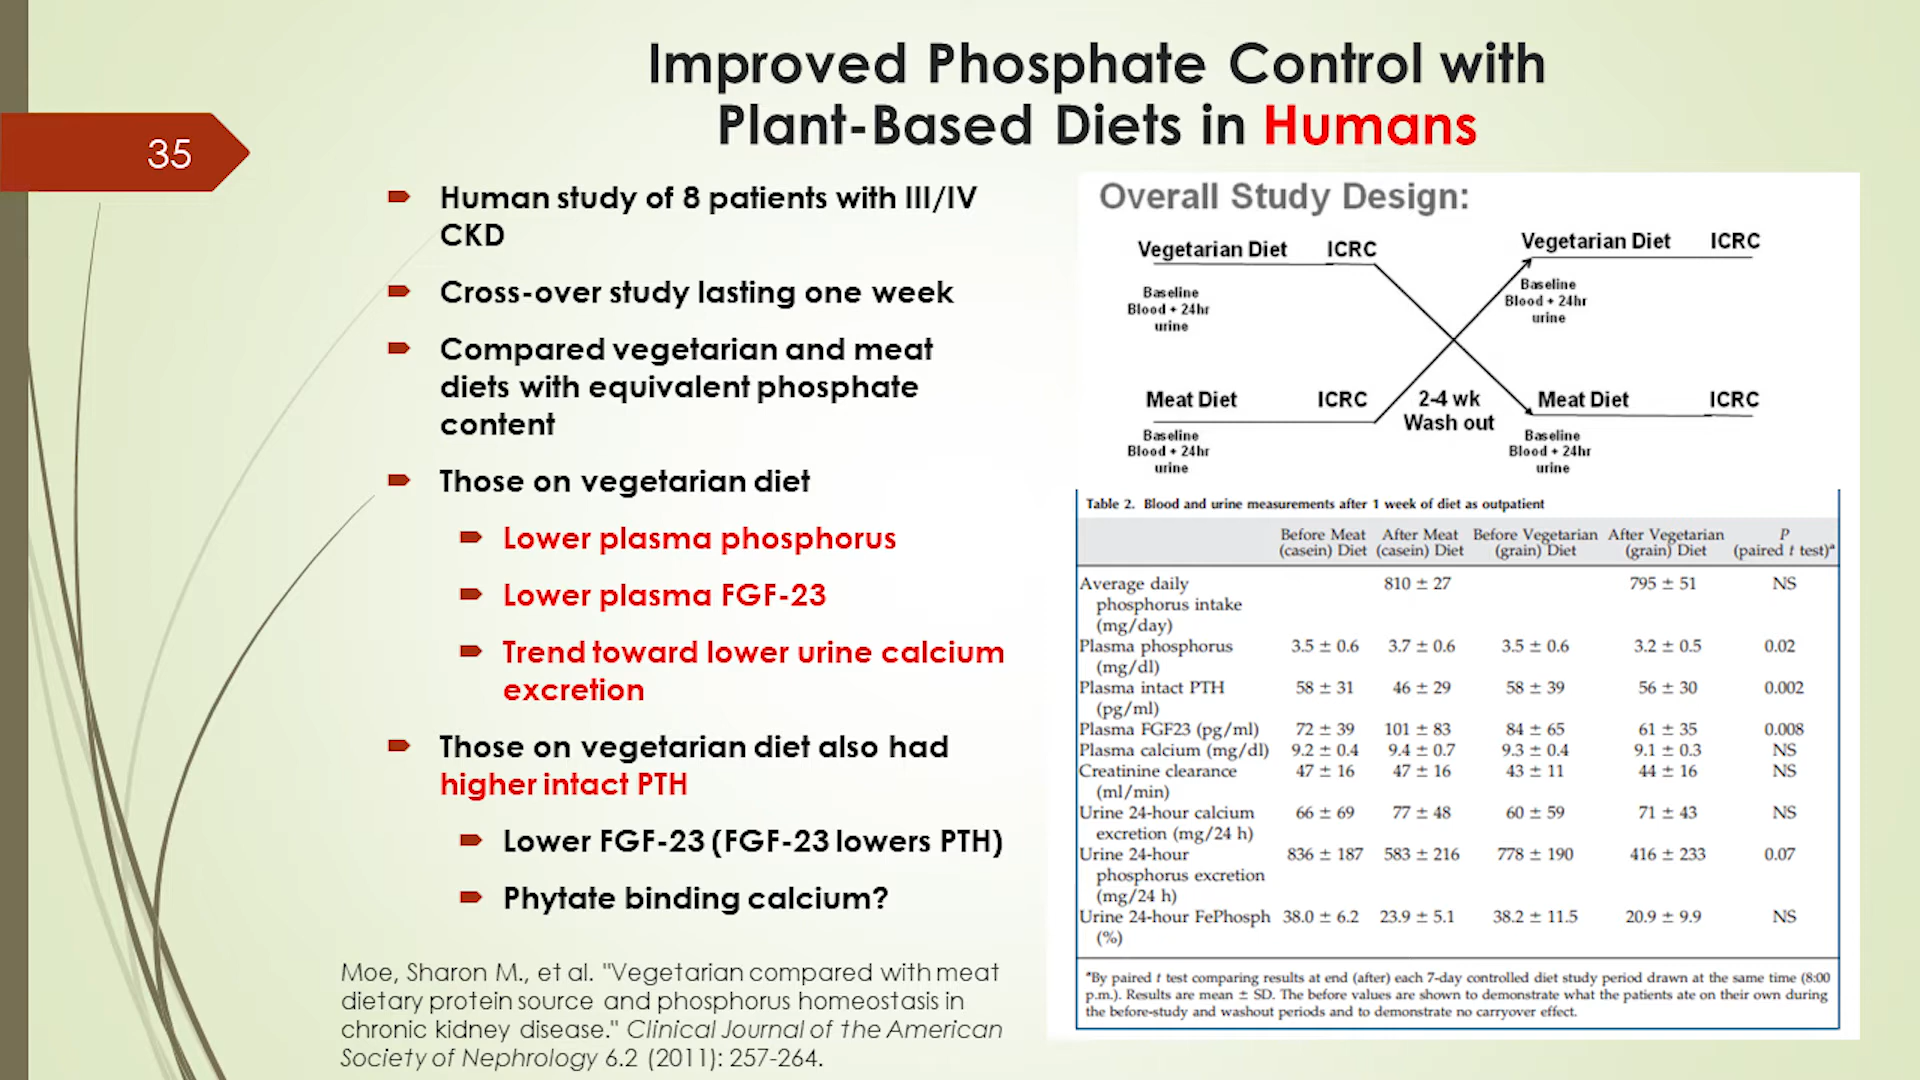 Improved Phosphate Control with
Plant-Based Diets in Humans
35
Human study of 8 patients with III/IV
CKD
Cross-over study lasting one week
Compared vegetarian and meat
diets with equivalent phosphate
content
Those on vegetarian diet
Lower plasma phosphorus
Lower plasma FGF-23
Trend toward lower urine calcium
excretion
Those on vegetarian diet also had
higher intact PTH
Lower FGF-23 (FGF-23 lowers PTH)
Phytate binding calcium?
Moe, Sharon M., et al. "Vegetarian compared with meat
dietary protein source and phosphorus homeostasis in
chronic kidney disease." Clinical Journal of the American
Society of Nephrology 6.2 (2011): 257-264.
Overall Study Design:
Vegetarian Diet ICRC
Baseline
Blood + 24hr
urine
Vegetarian Diet ICRC
Baseline
Blood + 24hr
urine
Meat Diet ICRC
Baseline
Blood + 24hr
urine
2-4 wk
Wash out
Meat Diet ICRC
Baseline
Blood + 24hr
urine
Table 2. Blood and urine measurements after 1 week of diet as outpatient
Before Meat After Meat Before Vegetarian After Vegetarian P
(casein) Diet (casein) Diet (grain) Diet (grain) Diet (paired t test)ᵃ
Average daily 810 ± 27 795 ± 51 NS
phosphorus intake
(mg/day)
Plasma phosphorus 3.5 ± 0.6 3.7 ± 0.6 3.5 ± 0.6 3.2 ± 0.5 0.02
(mg/dl)
Plasma intact PTH 58 ± 31 46 ± 29 58 ± 39 56 ± 30 0.002
(pg/ml)
Plasma FGF23 (pg/ml) 72 ± 39 101 ± 83 84 ± 65 61 ± 35 0.008
Plasma calcium (mg/dl) 9.2 ± 0.4 9.4 ± 0.7 9.3 ± 0.4 9.1 ± 0.3 NS
Creatinine clearance 47 ± 16 47 ± 16 43 ± 11 44 ± 16 NS
(ml/min)
Urine 24-hour calcium 66 ± 69 77 ± 48 60 ± 59 71 ± 43 NS
excretion (mg/24 h)
Urine 24-hour 836 ± 187 583 ± 216 778 ± 190 416 ± 233 0.07
phosphorus excretion
(mg/24 h)
Urine 24-hour FePhosph 38.0 ± 6.2 23.9 ± 5.1 38.2 ± 11.5 20.9 ± 9.9 NS
(%)
ᵃBy paired t test comparing results at end (after) each 7-day controlled diet study period drawn at the same time (8:00
p.m.). Results are mean ± SD. The before values are shown to demonstrate what the patients ate on their own during
the before-study and washout periods and to demonstrate no carryover effect.